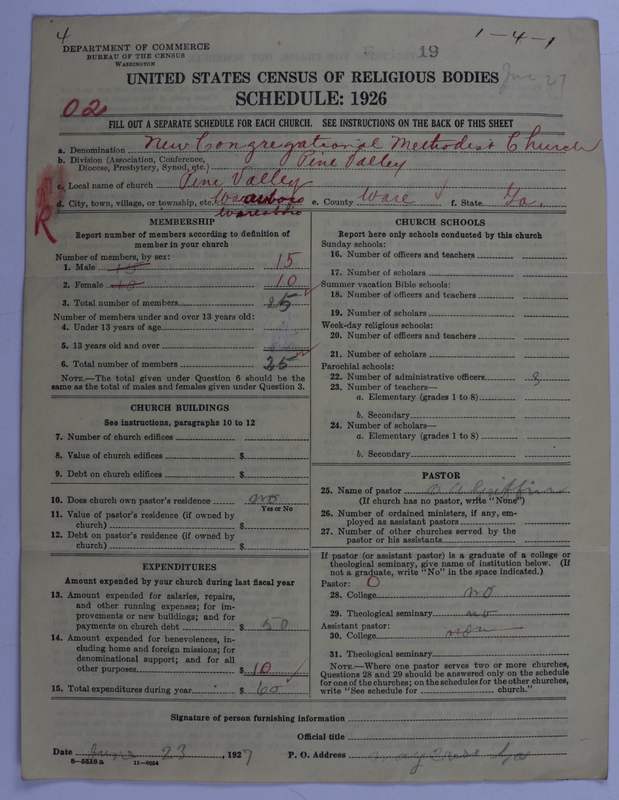 4
1-4-1
DEPARTMENT OF COMMERCE
BUREAU OF THE CENSUS
WASHINGTON
19
UNITED STATES CENSUS OF RELIGIOUS BODIES
SCHEDULE: 1926
02
FILL OUT A SEPARATE SCHEDULE FOR EACH CHURCH. SEE INSTRUCTIONS ON THE BACK OF THIS SHEET
a. Denomination New Congregational Methodist Church
b. Division (Association, Conference, Diocese, Presbytery, Synod, etc.) Pine Valley
c. Local name of church Pine Valley
d. City, town, village, or township, etc. Waresboro e. County Ware f. State Ga.
Waresboro
R
MEMBERSHIP
Report number of members according to definition of
member in your church
Number of members, by sex:
1. Male 15
2. Female 10
3. Total number of members 25
Number of members under and over 13 years old:
4. Under 13 years of age
5. 13 years old and over
6. Total number of members 25
NOTE.—The total given under Question 6 should be the
same as the total of males and females given under Question 3.
CHURCH BUILDINGS
See instructions, paragraphs 10 to 12
7. Number of church edifices
8. Value of church edifices $
9. Debt on church edifices $
10. Does church own pastor's residence no
Yes or No
11. Value of pastor's residence (if owned by
church) $
12. Debt on pastor's residence (if owned by
church) $
EXPENDITURES
Amount expended by your church during last fiscal year
13. Amount expended for salaries, repairs,
and other running expenses; for im-
provements or new buildings; and for
payments on church debt $ 50
14. Amount expended for benevolences, in-
cluding home and foreign missions; for
denominational support; and for all
other purposes $ 10
15. Total expenditures during year $ 60
CHURCH SCHOOLS
Report here only schools conducted by this church
Sunday schools:
16. Number of officers and teachers
17. Number of scholars
Summer vacation Bible schools:
18. Number of officers and teachers
19. Number of scholars
Week-day religious schools:
20. Number of officers and teachers
21. Number of scholars
Parochial schools:
22. Number of administrative officers
23. Number of teachers—
a. Elementary (grades 1 to 8)
b. Secondary
24. Number of scholars—
a. Elementary (grades 1 to 8)
b. Secondary
PASTOR
25. Name of pastor Griffin
(If church has no pastor, write "None")
26. Number of ordained ministers, if any, em-
ployed as assistant pastors
27. Number of other churches served by the
pastor or his assistants
If pastor (or assistant pastor) is a graduate of a college or
theological seminary, give name of institution below. (If
not a graduate, write "No" in the space indicated.)
Pastor: O
28. College no
29. Theological seminary no
Assistant pastor:
30. College
31. Theological seminary
NOTE.—Where one pastor serves two or more churches,
Questions 28 and 29 should be answered only on the schedule
for one of the churches; on the schedules for the other churches,
write "See schedule for church."
Signature of person furnishing information
Official title
Date 23, 1927 P. O. Address Ga
8-5518 a 11-9054